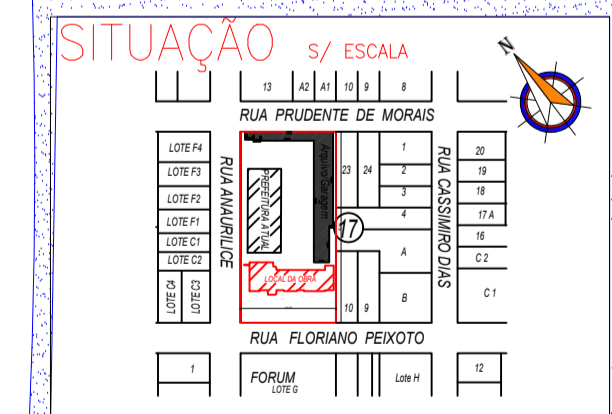 SITUAÇÃO S/ ESCALA
N
13 A2 A1 10 9 8
RUA PRUDENTE DE MORAIS
LOTE F4
LOTE F3
LOTE F2
LOTE F1
LOTE C1
LOTE C2
LOTE C4
LOTE C3
RUA ANAURILICE
PREFEITURA ATUAL
Arquivo/Garagem
LOCAL DA OBRA
23 24
17
1
2
3
4
A
B
10 9
RUA CASSIMIRO DIAS
20
19
18
17 A
16
C 2
C 1
RUA FLORIANO PEIXOTO
1
FORUM
LOTE G
Lote H
12